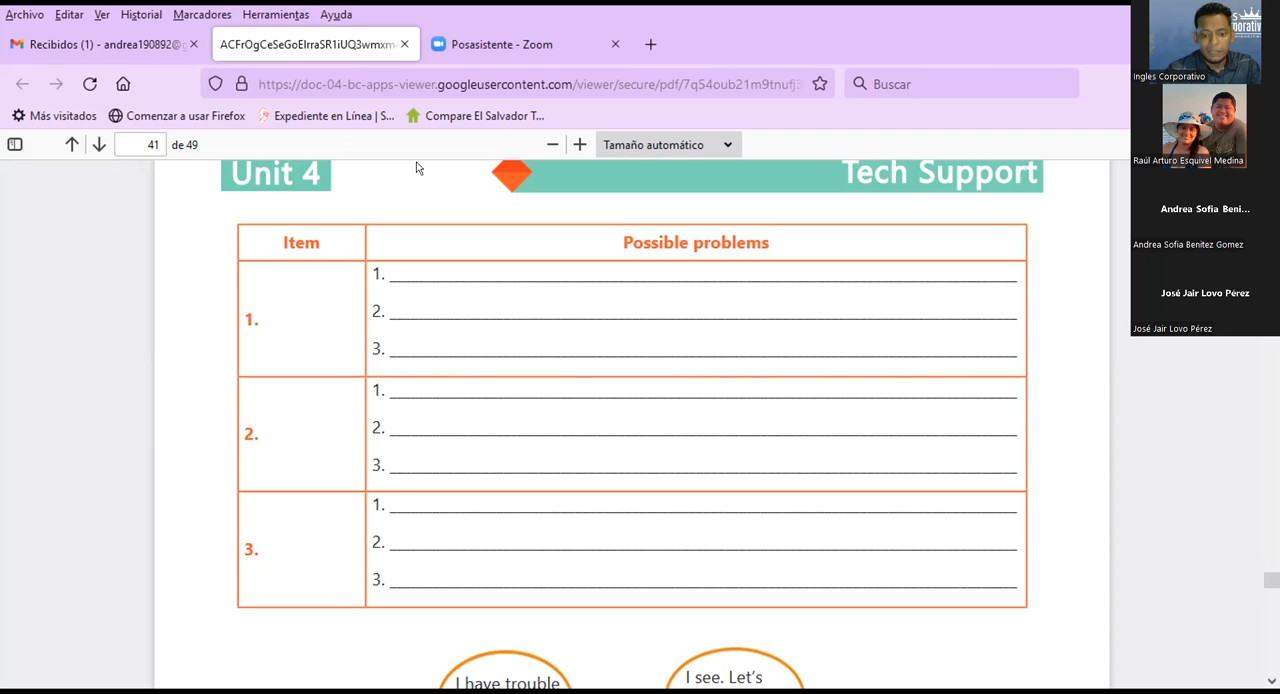 Archivo Editar Ver Historial Marcadores Herramientas Ayuda
Recibidos (1) - andrea190892@g
ACFrOgCeSeGoEIrraSR1iUQ3wmxm
Posasistente - Zoom
https://doc-04-bc-apps-viewer.googleusercontent.com/viewer/secure/pdf/7q54oub21m9tnufj3
Buscar
Más visitados Comenzar a usar Firefox Expediente en Línea | S... Compare El Salvador T...
41 de 49
Tamaño automático
Unit 4 Tech Support
Item Possible problems
1.
1.
2.
3.
2.
1.
2.
3.
3.
1.
2.
3.
I have trouble
I see. Let's
Ingles Corporativo
Raúl Arturo Esquivel Medina
Andrea Sofia Beni...
Andrea Sofia Benitez Gomez
José Jair Lovo Pérez
José Jair Lovo Pérez